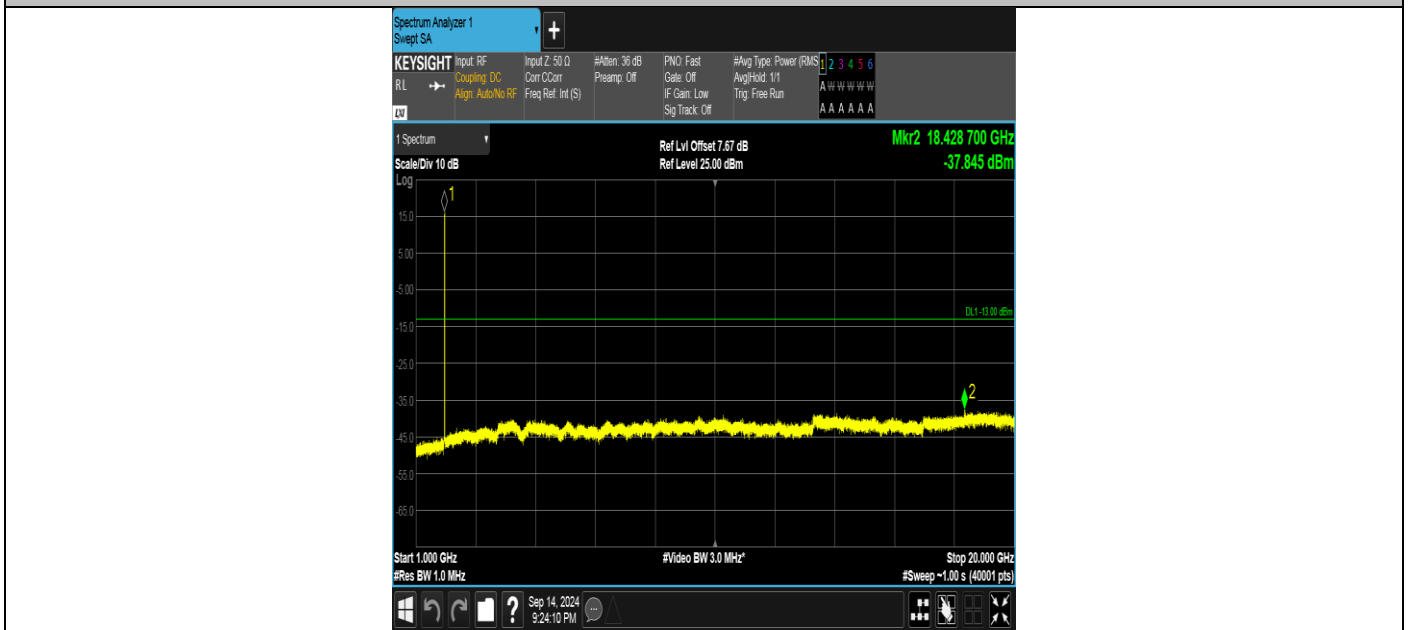 Spectrum Analyzer 1
Swept SA
+
KEYSIGHT
RL
LXI
Input: RF
Coupling: DC
Align: Auto/No RF
Input Z: 50 Ω
Corr CCorr
Freq Ref: Int (S)
#Atten: 36 dB
Preamp: Off
PNO: Fast
Gate: Off
IF Gain: Low
Sig Track: Off
#Avg Type: Power (RMS
Avg|Hold: 1/1
Trig: Free Run
1 2 3 4 5 6
A W W W W W
A A A A A A
1 Spectrum
Scale/Div 10 dB
Ref Lvl Offset 7.67 dB
Ref Level 25.00 dBm
Mkr2 18.428 700 GHz
-37.845 dBm
Log
1
15.0
5.00
-5.00
DL1 -13.00 dBm
-15.0
-25.0
2
-35.0
-45.0
-55.0
-65.0
Start 1.000 GHz
#Video BW 3.0 MHz*
Stop 20.000 GHz
#Res BW 1.0 MHz
#Sweep ~1.00 s (40001 pts)
?
Sep 14, 2024
9:24:10 PM